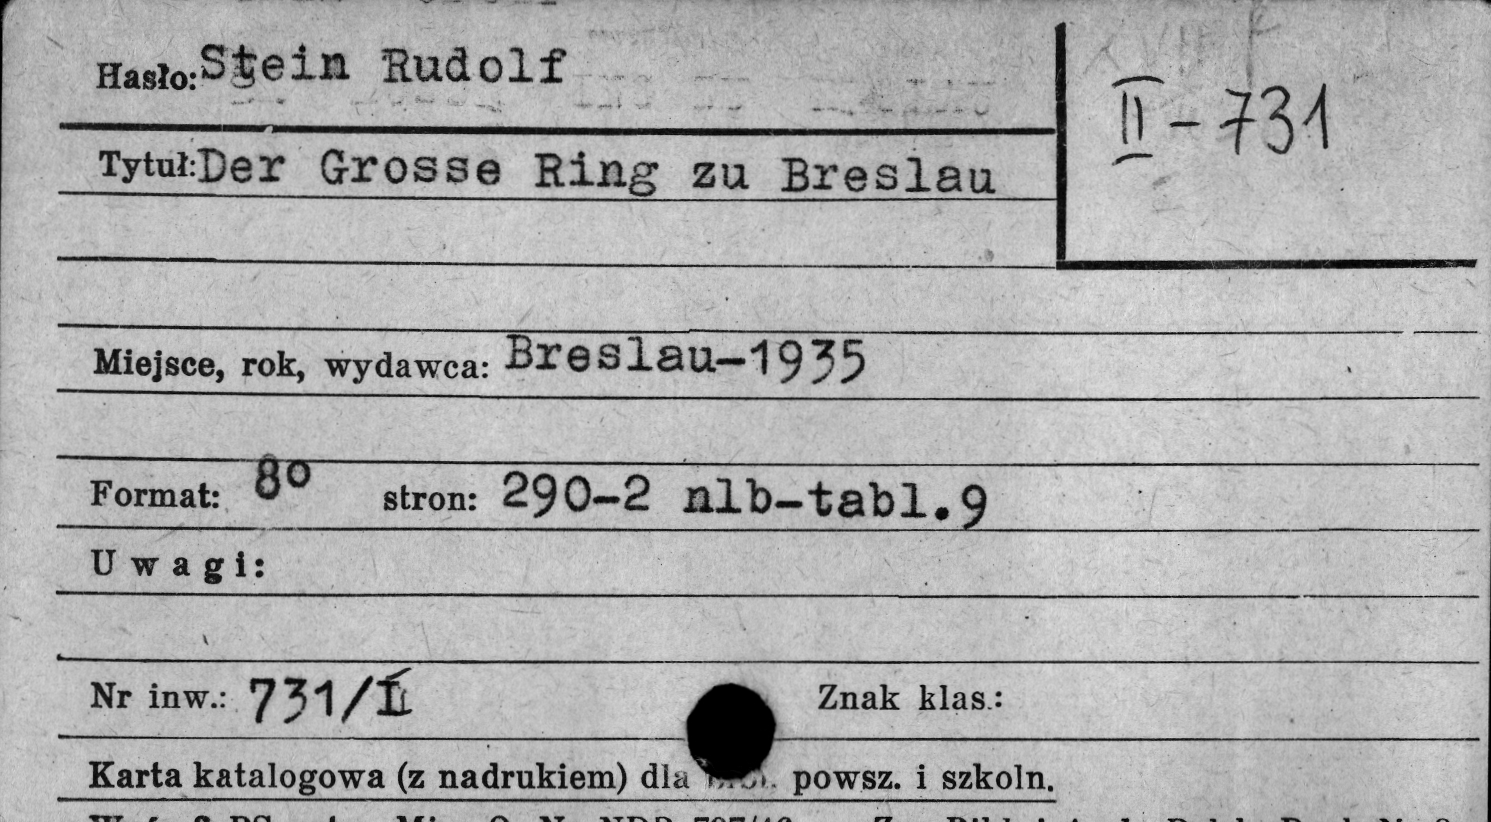 Hasło: Stein Rudolf
II - 731
Tytuł: Der Grosse Ring zu Breslau
Miejsce, rok, wydawca: Breslau-1935
Format: 8o stron: 290-2 nlb-tabl.9
Uwagi:
Nr inw.: 731/II Znak klas.:
Karta katalogowa (z nadrukiem) dla powsz. i szkoln.